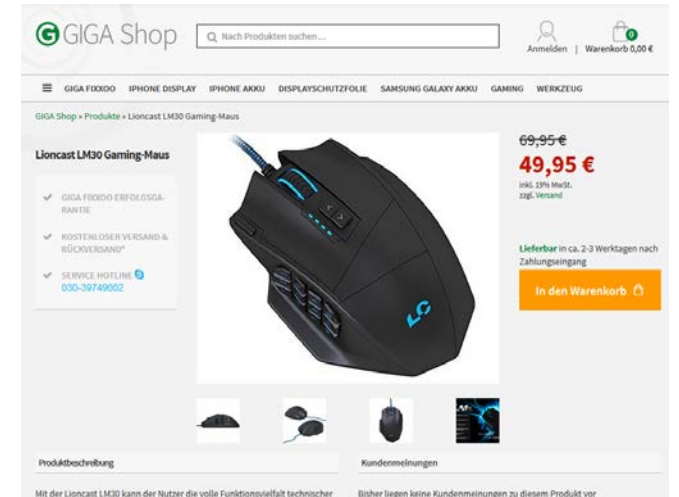 GIGA Shop
Nach Produkten suchen...
Anmelden | Warenkorb 0,00 €
0
GIGA FIXXOO IPHONE DISPLAY IPHONE AKKU DISPLAYSCHUTZFOLIE SAMSUNG GALAXY AKKU GAMING WERKZEUG
GIGA Shop » Produkte » Lioncast LM30 Gaming-Maus
Lioncast LM30 Gaming-Maus
GIGA FIXXOO ERFOLGSGA-
RANTIE
KOSTENLOSER VERSAND &
RÜCKVERSAND*
SERVICE HOTLINE
030-39749002
LC
69,95 €
49,95 €
inkl. 19% MwSt.
zzgl. Versand
Lieferbar in ca. 2-3 Werktagen nach
Zahlungseingang
In den Warenkorb
Produktbeschreibung
Kundenmeinungen
Mit der Lioncast LM30 kann der Nutzer die volle Funktionsvielfalt technischer
Bisher liegen keine Kundenmeinungen zu diesem Produkt vor